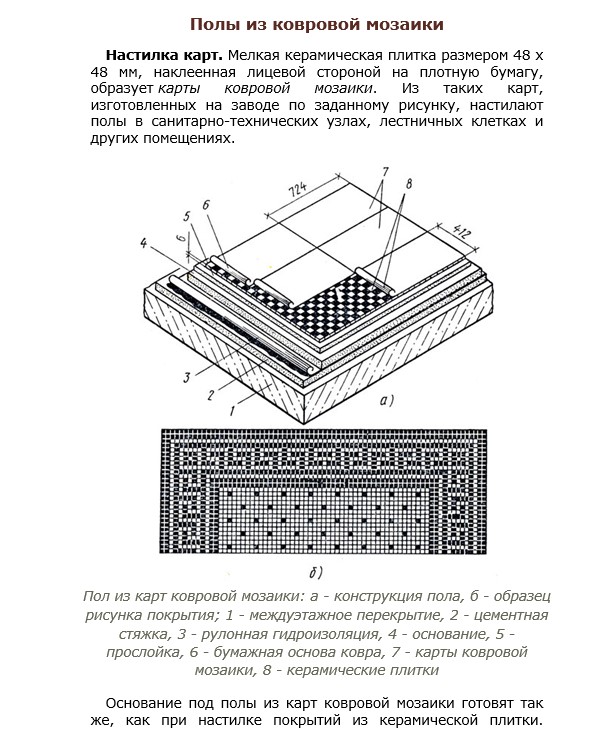 Полы из ковровой мозаики
Настилка карт. Мелкая керамическая плитка размером 48 х
48 мм, наклеенная лицевой стороной на плотную бумагу,
образует карты ковровой мозаики. Из таких карт,
изготовленных на заводе по заданному рисунку, настилают
полы в санитарно-технических узлах, лестничных клетках и
других помещениях.
724
7
8
6
5
6
4
412
3
2
1
а)
б)
Пол из карт ковровой мозаики: а - конструкция пола, б - образец
рисунка покрытия; 1 - междуэтажное перекрытие, 2 - цементная
стяжка, 3 - рулонная гидроизоляция, 4 - основание, 5 -
прослойка, 6 - бумажная основа ковра, 7 - карты ковровой
мозаики, 8 - керамические плитки
Основание под полы из карт ковровой мозаики готовят так
же, как при настилке покрытий из керамической плитки.